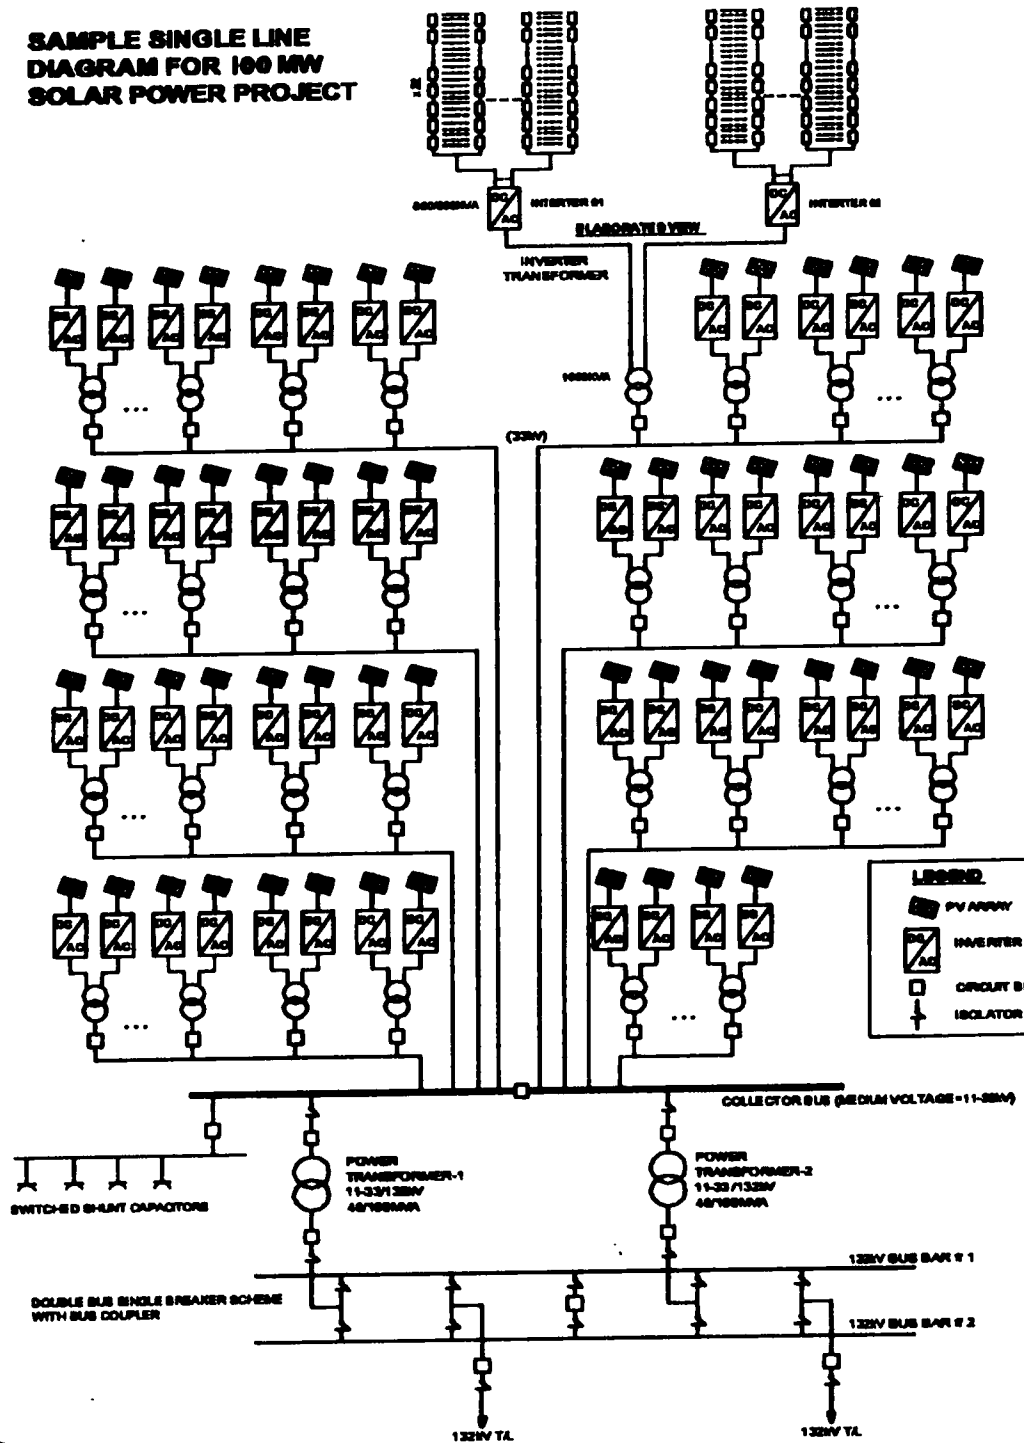 SAMPLE SINGLE LINE
DIAGRAM FOR 100 MW
SOLAR POWER PROJECT
INVERTER 01
INVERTER 02
ELABORATED VIEW
INVERTER
TRANSFORMER
(33kV)
LEGEND
PV ARRAY
INVERTER
CIRCUIT B
ISOLATOR
COLLECTOR BUS (MEDIUM VOLTAGE=11-33kV)
POWER
TRANSFORMER-1
11-33/132kV
POWER
TRANSFORMER-2
11-33/132kV
SWITCHED SHUNT CAPACITORS
132kV BUS BAR # 1
DOUBLE BUS SINGLE BREAKER SCHEME
WITH BUS COUPLER
132kV BUS BAR # 2
132kV T/L
132kV T/L